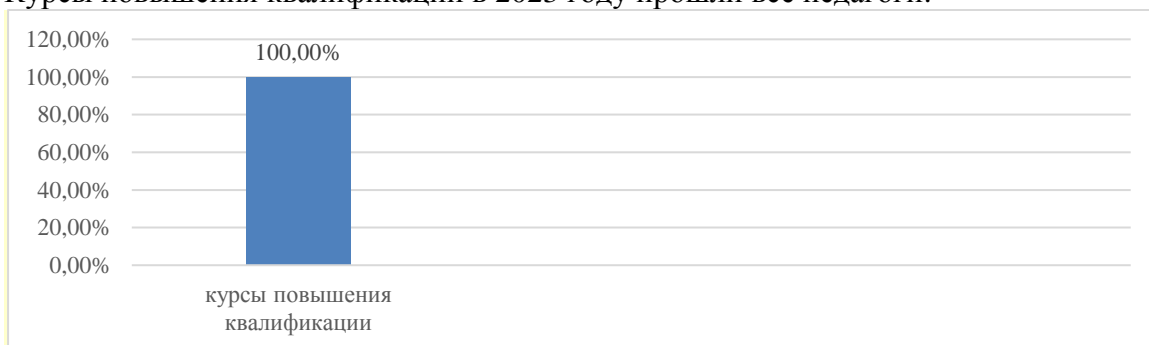 Курсы повышения квалификации в 2023 году прошли все педагоги.
120,00%
100,00%
100,00%
80,00%
60,00%
40,00%
20,00%
0,00%
курсы повышения
квалификации